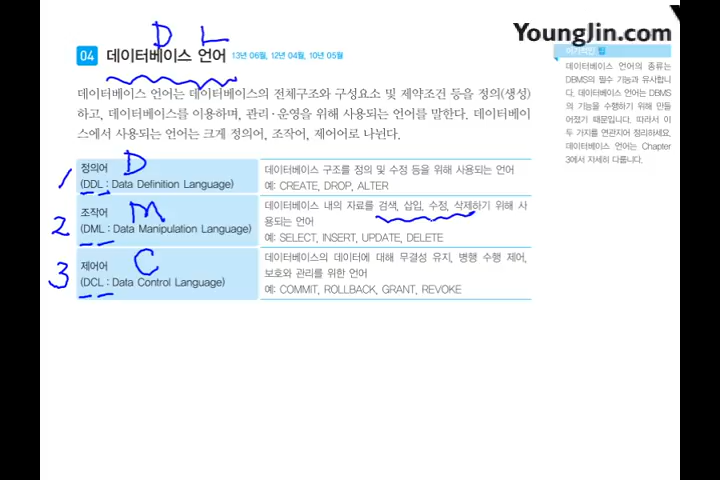 D L
YoungJin.com
04 데이터베이스 언어 13년 06월, 12년 04월, 10년 05월
데이터베이스 언어는 데이터베이스의 전체구조와 구성요소 및 제약조건 등을 정의(생성)
하고, 데이터베이스를 이용하며, 관리·운영을 위해 사용되는 언어를 말한다. 데이터베이
스에서 사용되는 언어는 크게 정의어, 조작어, 제어어로 나뉜다.
1 정의어 D
(DDL : Data Definition Language)
데이터베이스 구조를 정의 및 수정 등을 위해 사용되는 언어
예: CREATE, DROP, ALTER
2 조작어 M
(DML : Data Manipulation Language)
데이터베이스 내의 자료를 검색, 삽입, 수정, 삭제하기 위해 사
용되는 언어
예: SELECT, INSERT, UPDATE, DELETE
3 제어어 C
(DCL : Data Control Language)
데이터베이스의 데이터에 대해 무결성 유지, 병행 수행 제어,
보호와 관리를 위한 언어
예: COMMIT, ROLLBACK, GRANT, REVOKE
데이터베이스 언어의 종류는
DBMS의 필수 기능과 유사합니
다. 데이터베이스 언어는 DBMS
의 기능을 수행하기 위해 만들
어졌기 때문입니다. 따라서 이
두 가지를 연관지어 정리하세요.
데이터베이스 언어는 Chapter
3에서 자세히 다룹니다.